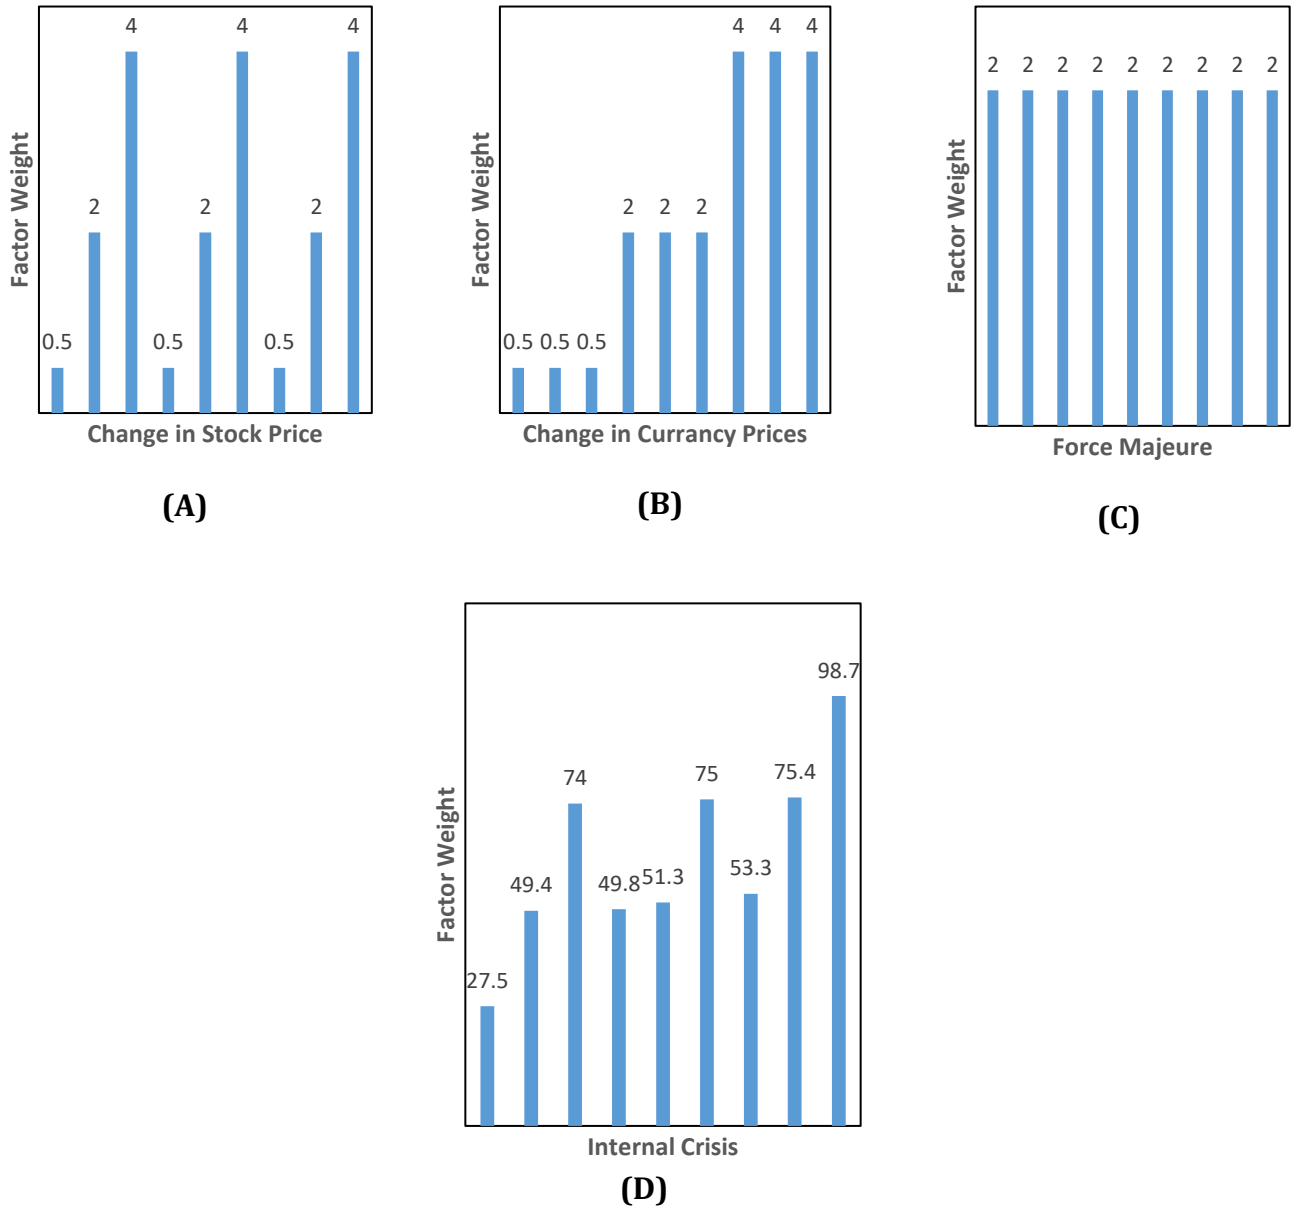 4 4 4
2 2 2
0.5 0.5 0.5
Factor Weight
Change in Stock Price
(A)
4 4 4
2 2 2
0.5 0.5 0.5
Factor Weight
Change in Currancy Prices
(B)
2 2 2 2 2 2 2 2 2
Factor Weight
Force Majeure
(C)
98.7
74 75 75.4
49.4 49.8 51.3 53.3
27.5
Factor Weight
Internal Crisis
(D)